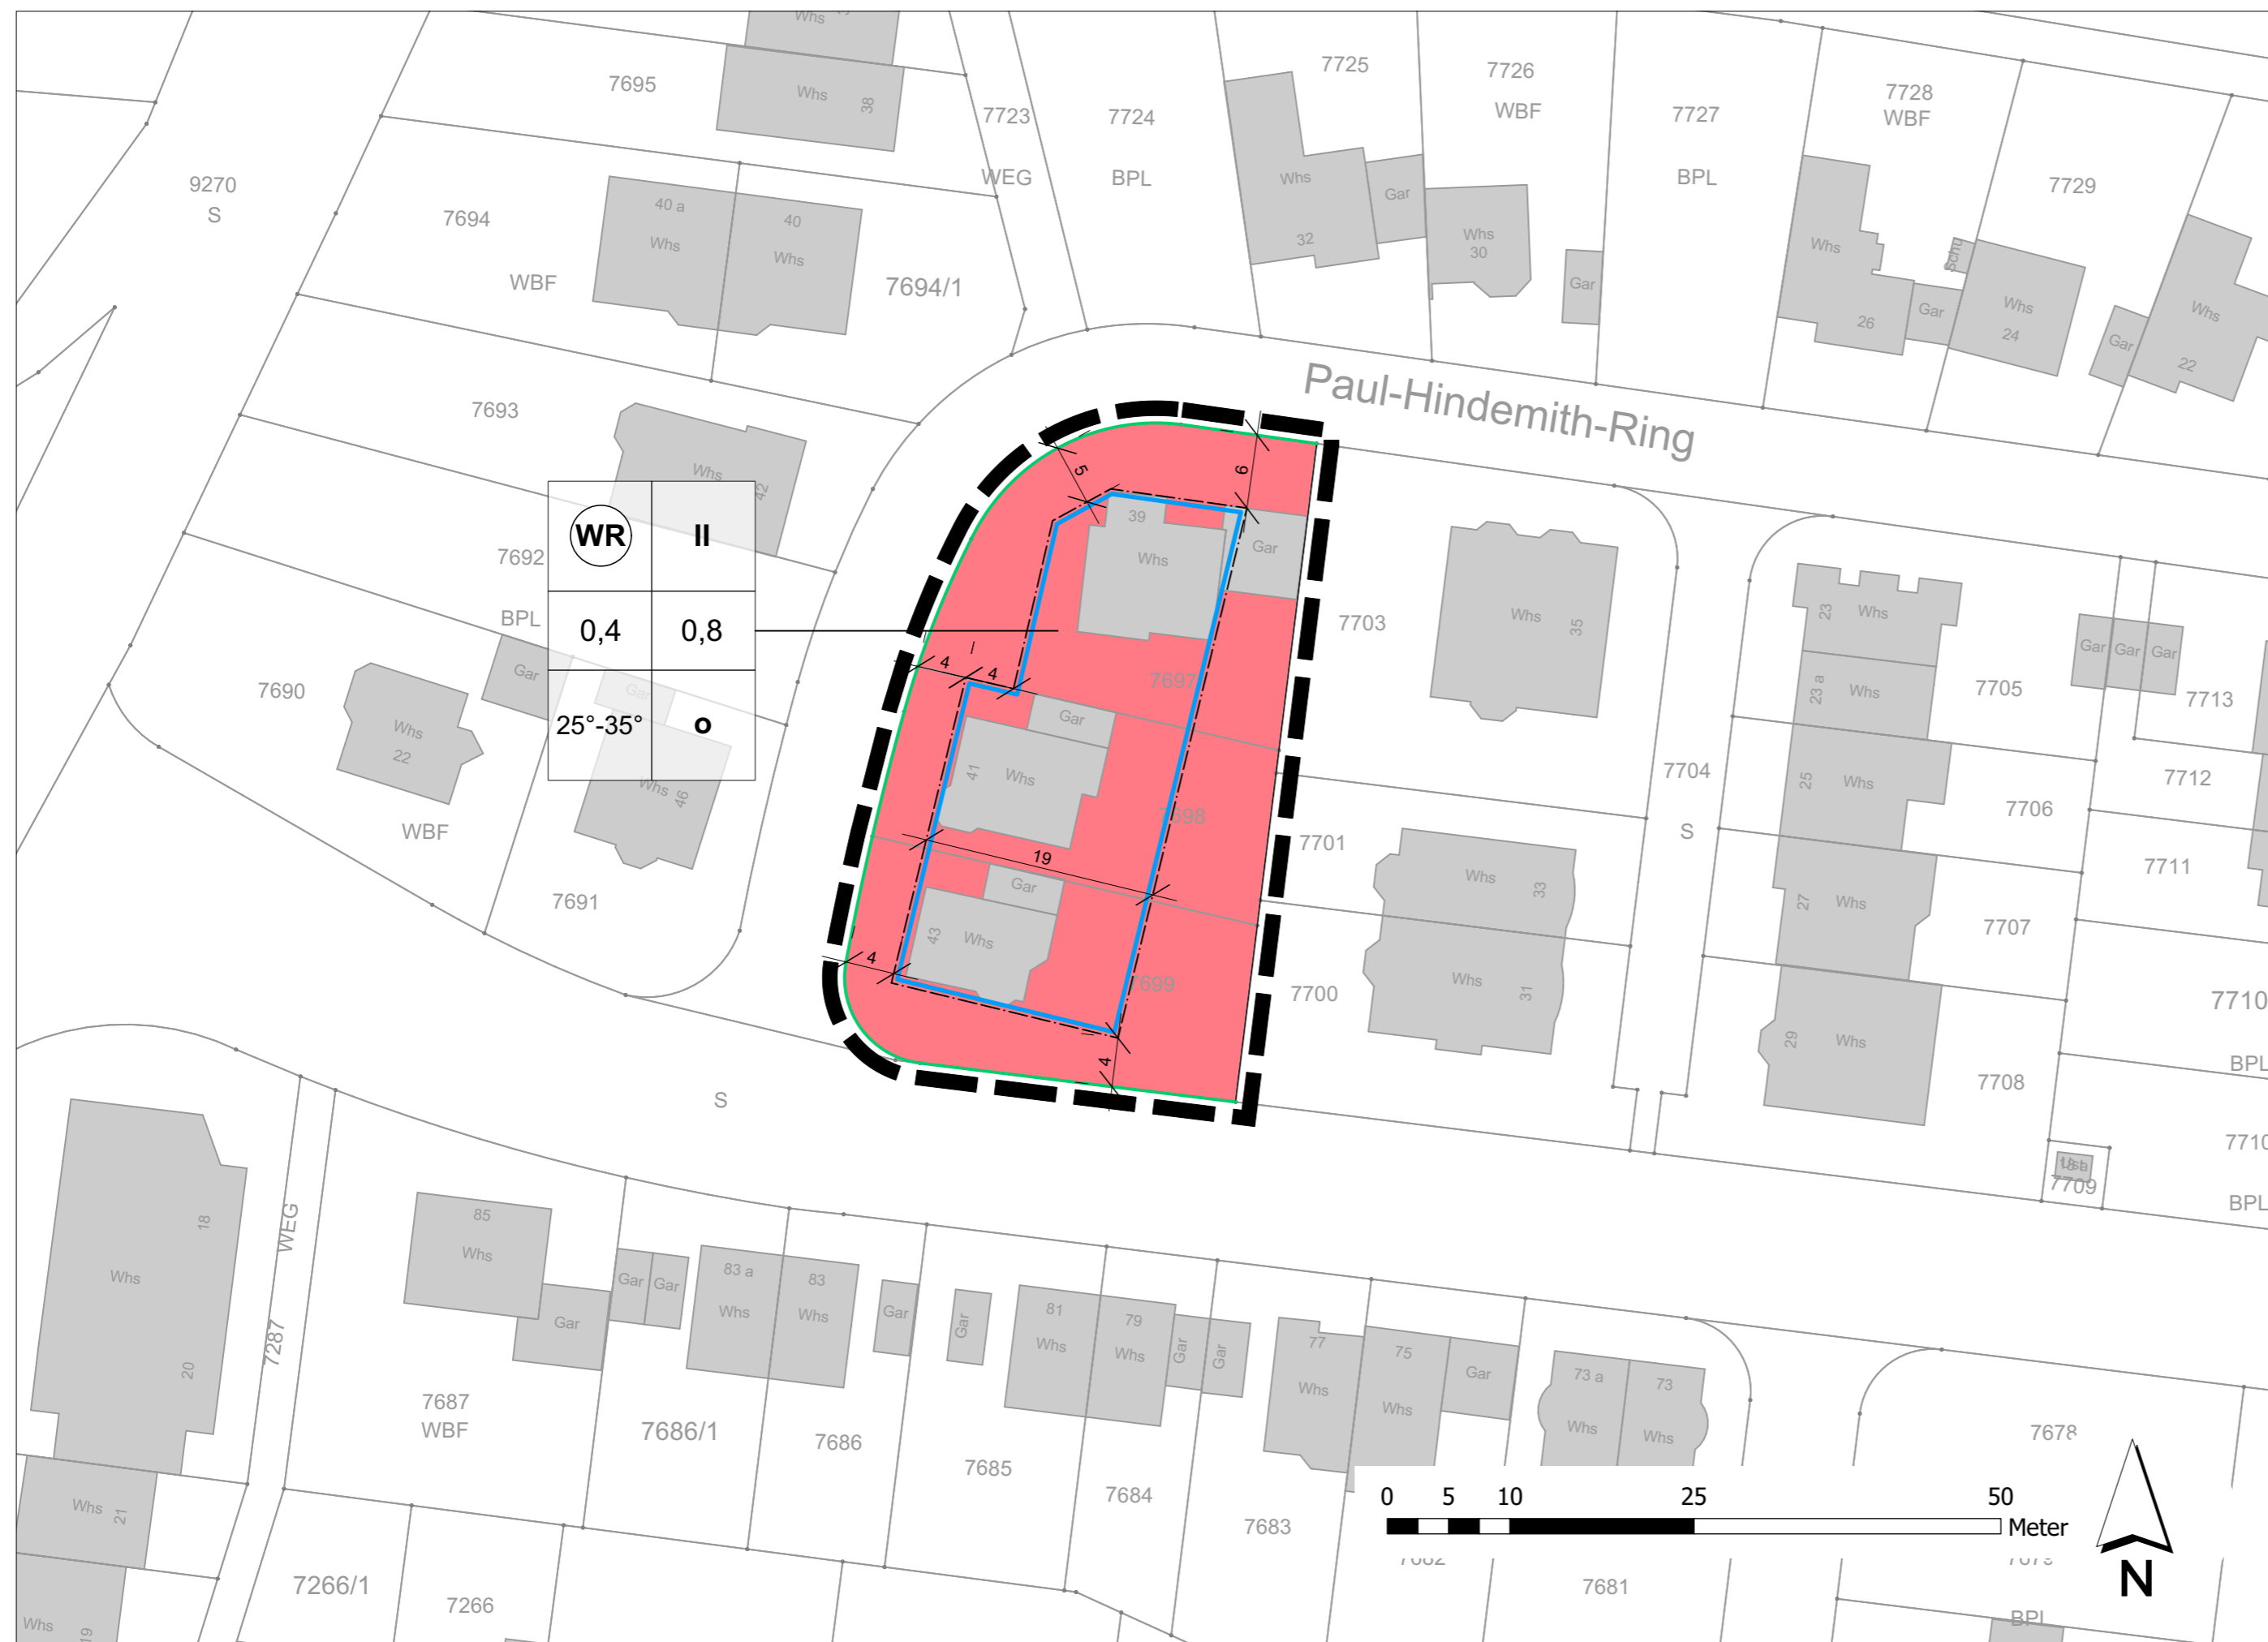 Whs
7695
Whs
38
7723
WEG
7724
BPL
7725
7726
WBF
7727
BPL
7728
WBF
7729
9270
S
7694
40 a
Whs
40
Whs
WBF
7694/1
Whs
32
Gar
Whs
30
Gar
Whs
26
Gar
Schu
Whs
24
Gar
Whs
22
Paul-Hindemith-Ring
7693
Whs
42
7692
BPL
WR
II
0,4
0,8
25°-35°
o
5
6
39
Whs
Gar
7697
4
4
Gar
41
Whs
7698
19
Gar
43
Whs
7699
4
4
7690
Gar
Gar
Whs
22
WBF
Whs
46
7691
7703
Whs
35
7704
S
7701
Whs
33
7700
Whs
31
23
Whs
23 a
Whs
7705
25
Whs
7706
27
Whs
7707
29
Whs
7708
Gar
Gar
Gar
7713
7712
7711
7710
BPL
7710
BPL
7709
S
18
Whs
20
WEG
7287
85
Whs
Gar
Gar
Gar
83 a
Whs
83
Whs
Gar
Gar
81
Whs
79
Whs
Gar
Gar
77
Whs
75
Whs
Gar
73 a
Whs
73
Whs
7687
WBF
7686/1
7686
7685
7684
7683
7681
7678
BPL
Whs
21
Whs
19
7266/1
7266
0
5
10
25
50
Meter
N